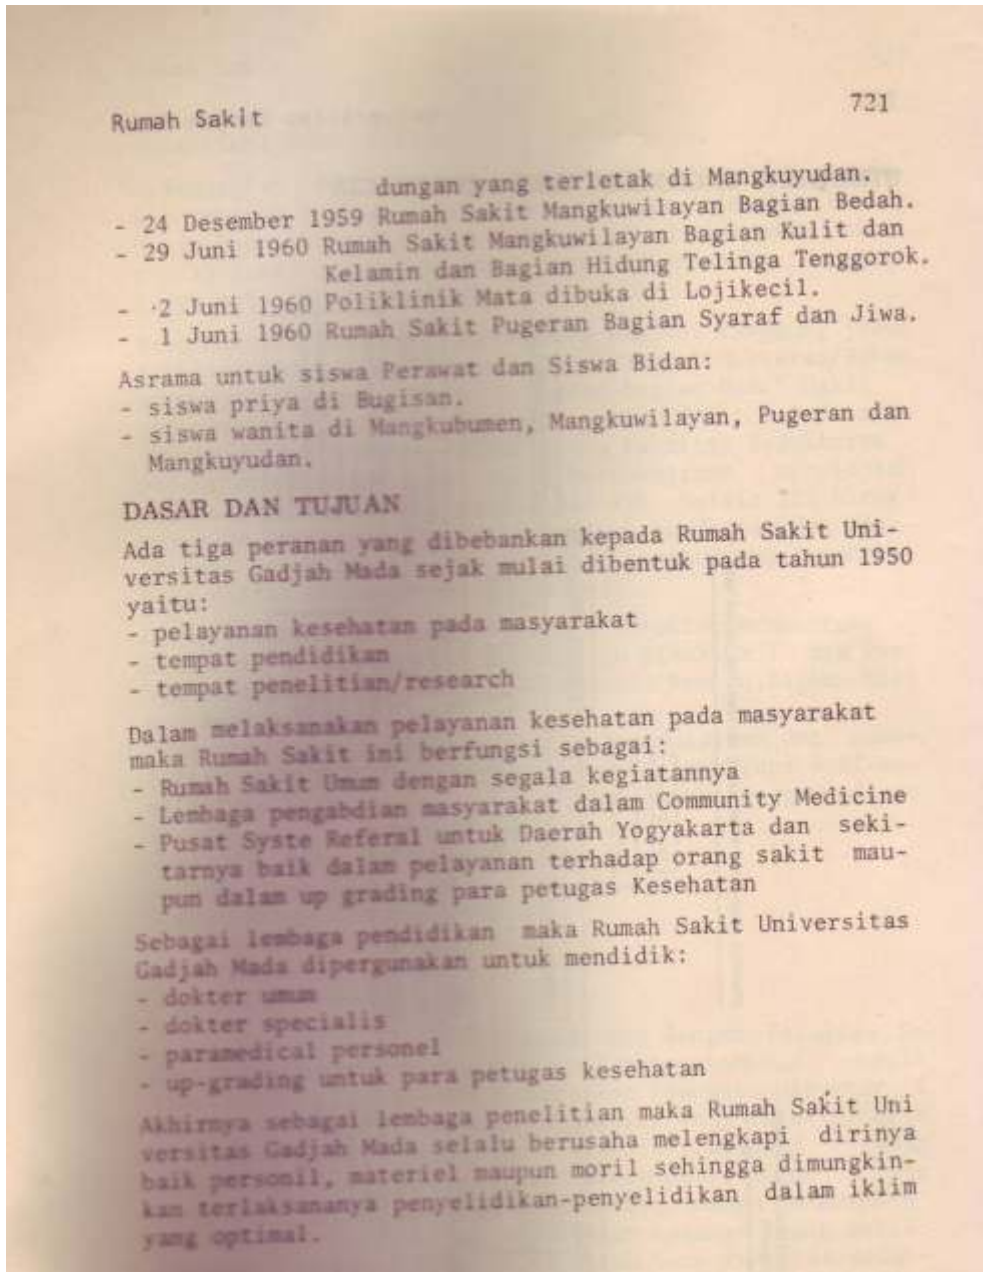 Rumah Sakit
721
dungan yang terletak di Mangkuyudan.
- 24 Desember 1959 Rumah Sakit Mangkuwilayan Bagian Bedah.
- 29 Juni 1960 Rumah Sakit Mangkuwilayan Bagian Kulit dan
Kelamin dan Bagian Hidung Telinga Tenggorok.
- 2 Juni 1960 Poliklinik Mata dibuka di Lojikecil.
- 1 Juni 1960 Rumah Sakit Pugeran Bagian Syaraf dan Jiwa.
Asrama untuk siswa Perawat dan Siswa Bidan:
- siswa priya di Bugisan.
- siswa wanita di Mangkubumen, Mangkuwilayan, Pugeran dan
Mangkuyudan.
DASAR DAN TUJUAN
Ada tiga peranan yang dibebankan kepada Rumah Sakit Uni-
versitas Gadjah Mada sejak mulai dibentuk pada tahun 1950
yaitu:
- pelayanan kesehatan pada masyarakat
- tempat pendidikan
- tempat penelitian/research
Dalam melaksanakan pelayanan kesehatan pada masyarakat
maka Rumah Sakit ini berfungsi sebagai:
- Rumah Sakit Umum dengan segala kegiatannya
- Lembaga pengabdian masyarakat dalam Community Medicine
- Pusat Syste Referal untuk Daerah Yogyakarta dan seki-
tarnya baik dalam pelayanan terhadap orang sakit mau-
pun dalam up grading para petugas Kesehatan
Sebagai lembaga pendidikan maka Rumah Sakit Universitas
Gadjah Mada dipergunakan untuk mendidik:
- dokter umum
- dokter specialis
- paramedical personel
- up-grading untuk para petugas kesehatan
Akhirnya sebagai lembaga penelitian maka Rumah Sakit Uni
versitas Gadjah Mada selalu berusaha melengkapi dirinya
baik personil, materiel maupun moril sehingga dimungkin-
kan terlaksananya penyelidikan-penyelidikan dalam iklim
yang optimal.